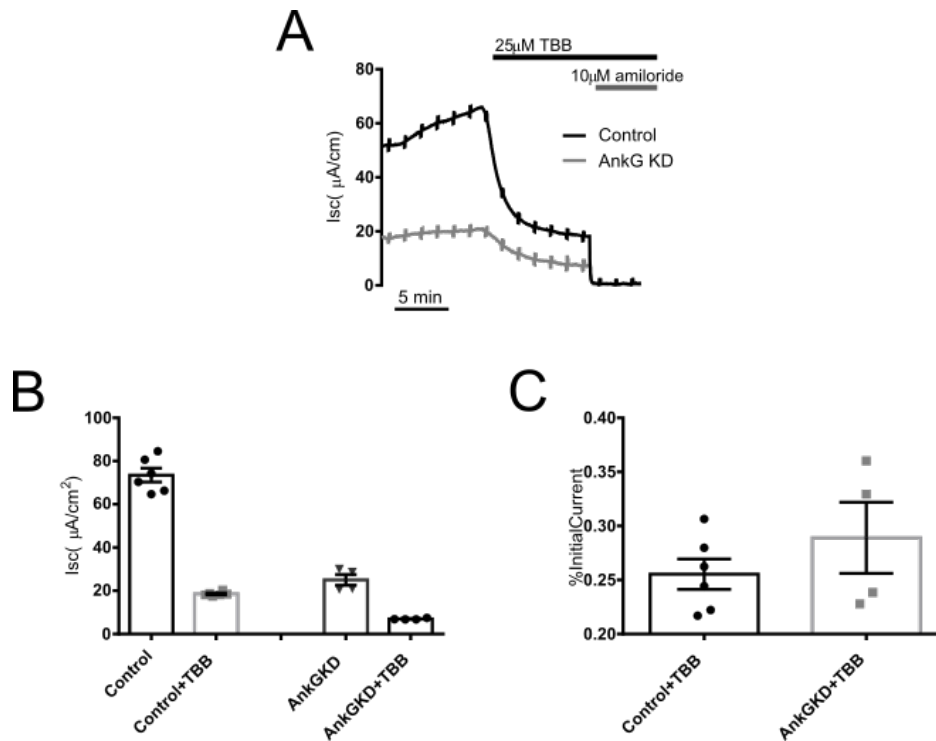 A
25μM TBB
10μM amiloride
80
60
40
20
0
Isc( μA/cm)
Control
AnkG KD
5 min
B
100
80
60
40
20
0
Isc( μA/cm²)
Control
Control+TBB
AnkGKD
AnkGKD+TBB
C
0.40
0.35
0.30
0.25
0.20
%InitialCurrent
Control+TBB
AnkGKD+TBB